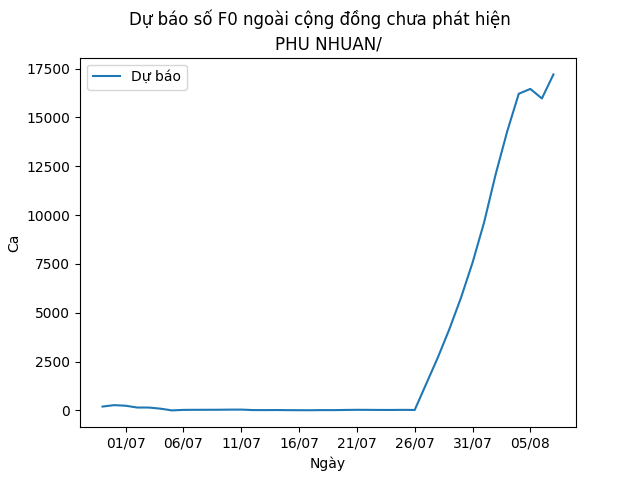 Dự báo số F0 ngoài cộng đồng chưa phát hiện
PHU NHUAN/
Dự báo
17500
15000
12500
10000
7500
5000
2500
0
Ca
01/07 06/07 11/07 16/07 21/07 26/07 31/07 05/08
Ngày